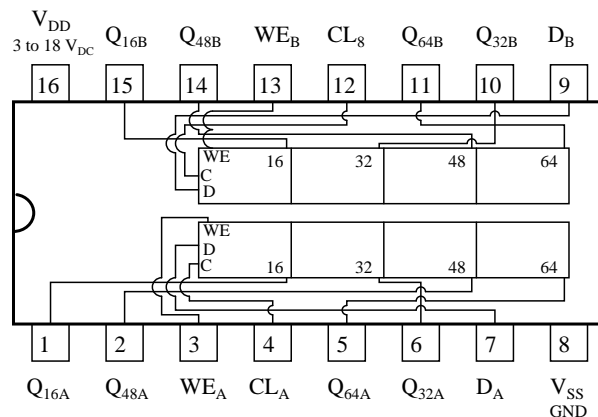 V_DD Q_16B Q_48B WE_B CL_8 Q_64B Q_32B D_B
3 to 18 V_DC
16 15 14 13 12 11 10 9
WE 16 32 48 64
C
D
WE
D
C 16 32 48 64
1 2 3 4 5 6 7 8
Q_16A Q_48A WE_A CL_A Q_64A Q_32A D_A V_SS
GND